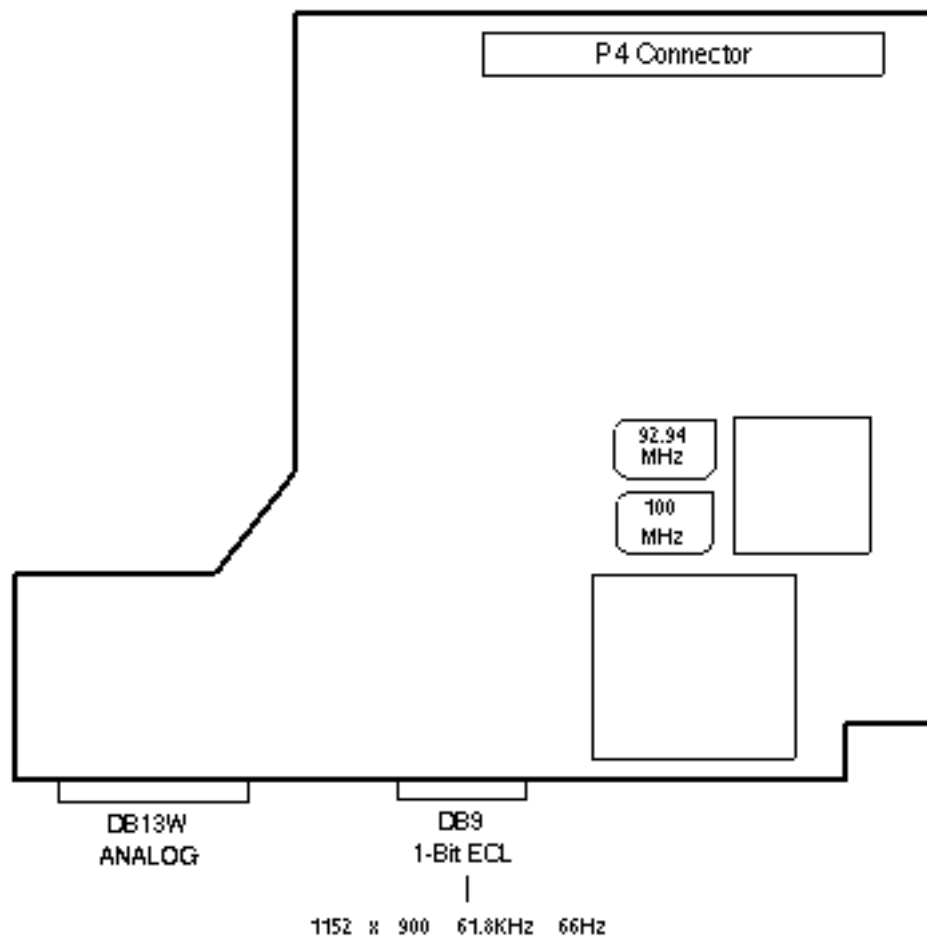 P4 Connector
92.94
MHz
100
MHz
DB13W
ANALOG
DB9
1-Bit ECL
1152 x 900 61.8KHz 66Hz